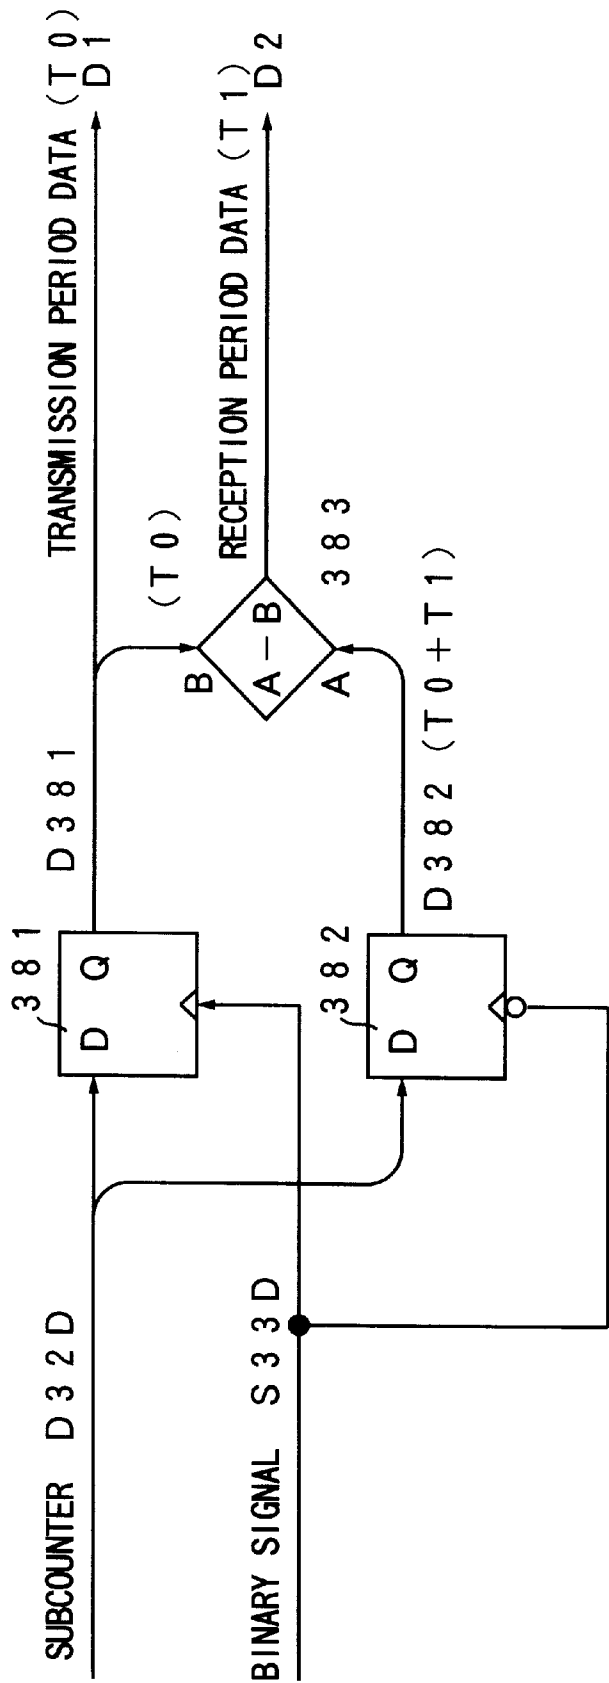 SUBCOUNTER D32D
381
D Q
D381
TRANSMISSION PERIOD DATA (T0)
D1
(T0)
B
A－B
A
383
RECEPTION PERIOD DATA (T1)
D2
BINARY SIGNAL S33D
382
D Q
D382 (T0+T1)